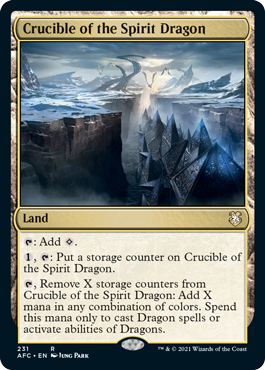 Crucible of the Spirit Dragon
Land
: Add .
1, : Put a storage counter on Crucible
of the Spirit Dragon.
, Remove X storage counters from
Crucible of the Spirit Dragon: Add X
mana in any combination of colors. Spend
this mana only to cast Dragon spells or
activate abilities of Dragons.
231 R
AFC • EN Jung Park
™ & © 2021 Wizards of the Coast